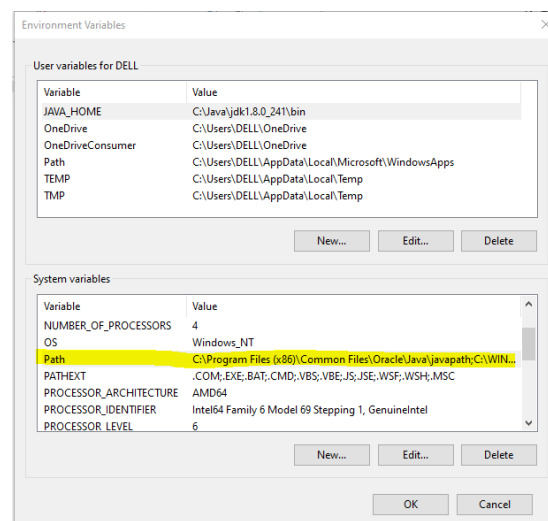 Environment Variables
User variables for DELL
Variable Value
JAVA_HOME C:\Java\jdk1.8.0_241\bin
OneDrive C:\Users\DELL\OneDrive
OneDriveConsumer C:\Users\DELL\OneDrive
Path C:\Users\DELL\AppData\Local\Microsoft\WindowsApps
TEMP C:\Users\DELL\AppData\Local\Temp
TMP C:\Users\DELL\AppData\Local\Temp
New... Edit... Delete
System variables
Variable Value
NUMBER_OF_PROCESSORS 4
OS Windows_NT
Path C:\Program Files (x86)\Common Files\Oracle\Java\javapath;C:\WIN...
PATHEXT .COM;.EXE;.BAT;.CMD;.VBS;.VBE;.JS;.JSE;.WSF;.WSH;.MSC
PROCESSOR_ARCHITECTURE AMD64
PROCESSOR_IDENTIFIER Intel64 Family 6 Model 69 Stepping 1, GenuineIntel
PROCESSOR_LEVEL 6
New... Edit... Delete
OK Cancel